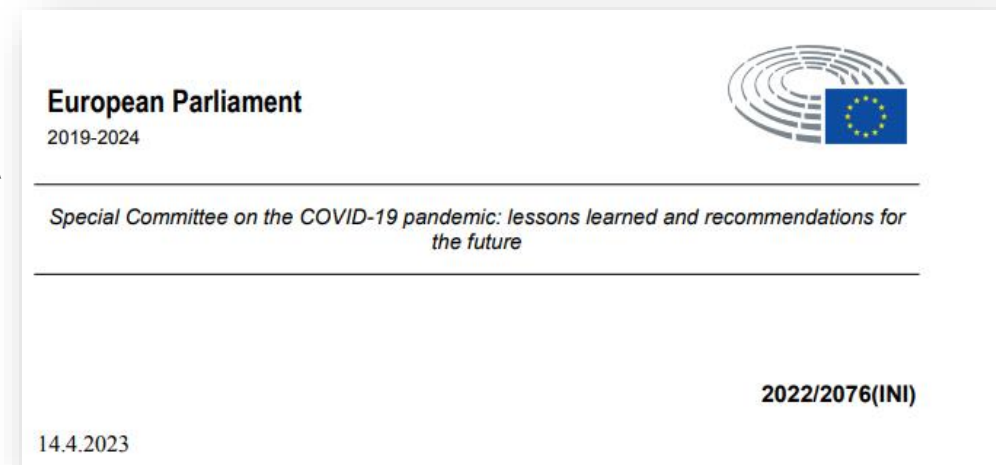 European Parliament
2019-2024
Special Committee on the COVID-19 pandemic: lessons learned and recommendations for
the future
2022/2076(INI)
14.4.2023